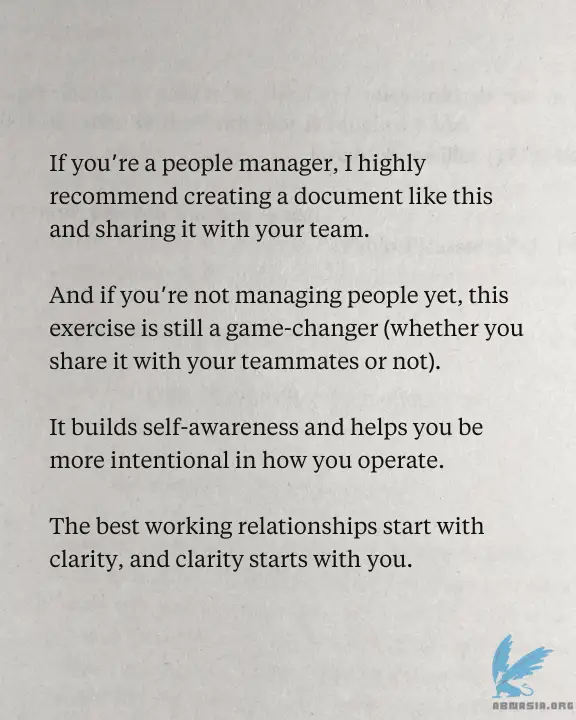 If you're a people manager, I highly
recommend creating a document like this
and sharing it with your team.
And if you're not managing people yet, this
exercise is still a game-changer (whether you
share it with your teammates or not).
It builds self-awareness and helps you be
more intentional in how you operate.
The best working relationships start with
clarity, and clarity starts with you.
ABMASIA.ORG